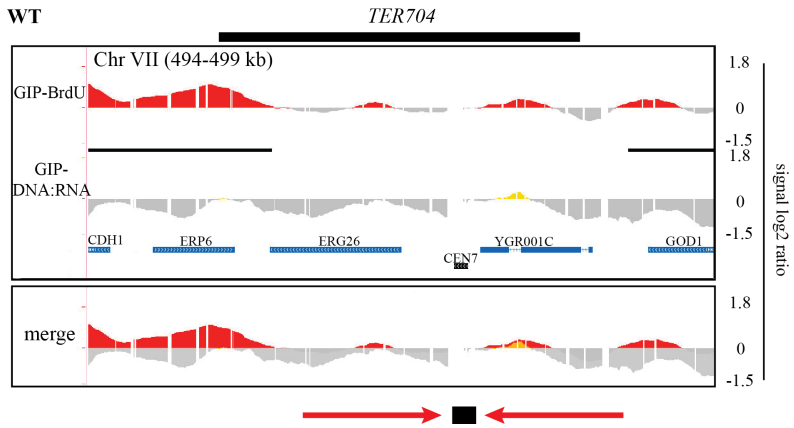 WT
TER704
Chr VII (494-499 kb)
GIP-BrdU
1.8
0
-1.5
GIP-
DNA:RNA
1.8
0
-1.5
CDH1 ERP6 ERG26 CEN7 YGR001C GOD1
merge
1.8
0
-1.5
signal log2 ratio